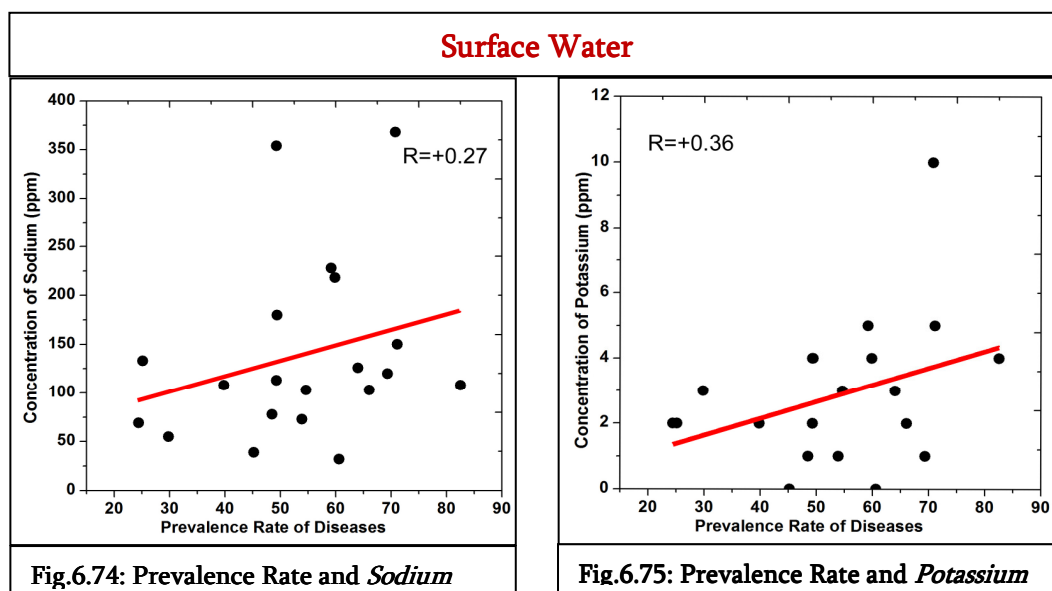 Surface Water
400
350
300
250
200
150
100
50
0
20 30 40 50 60 70 80 90
Concentration of Sodium (ppm)
R=+0.27
Prevalence Rate of Diseases
Fig.6.74: Prevalence Rate and Sodium
12
10
8
6
4
2
0
20 30 40 50 60 70 80 90
Concentration of Potassium (ppm)
R=+0.36
Prevalence Rate of Diseases
Fig.6.75: Prevalence Rate and Potassium